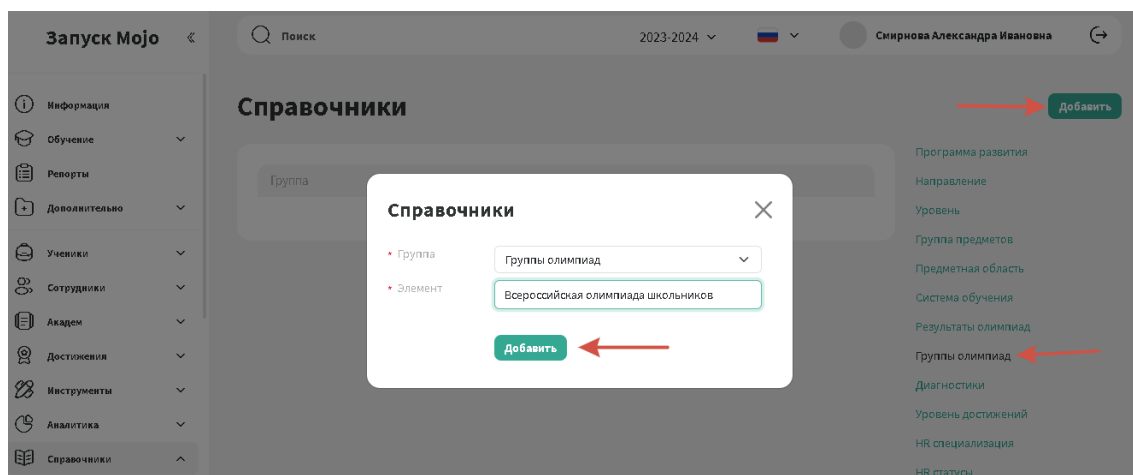 Запуск Mojo «
Поиск
2023-2024
Смирнова Александра Ивановна
Информация
Обучение
Репорты
Дополнительно
Ученики
Сотрудники
Академ
Достижения
Инструменты
Аналитика
Справочники
Справочники
Добавить
Группа
Справочники
* Группа
Группы олимпиад
* Элемент
Всероссийская олимпиада школьников
Добавить
Программа развития
Направление
Уровень
Группа предметов
Предметная область
Система обучения
Результаты олимпиад
Группы олимпиад
Диагностики
Уровень достижений
HR специализация
HR статусы